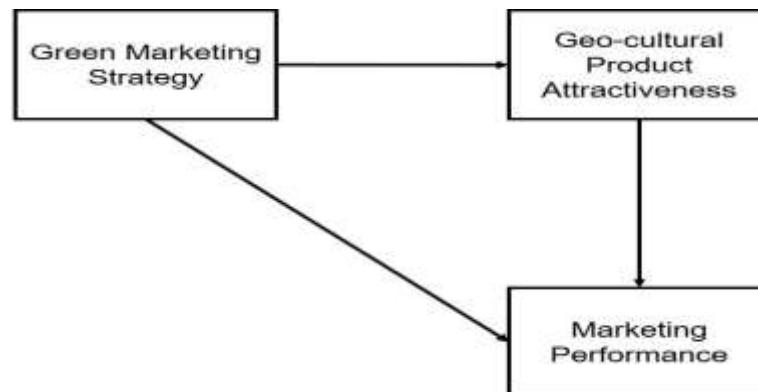 Green Marketing
Strategy
Geo-cultural
Product
Attractiveness
Marketing
Performance